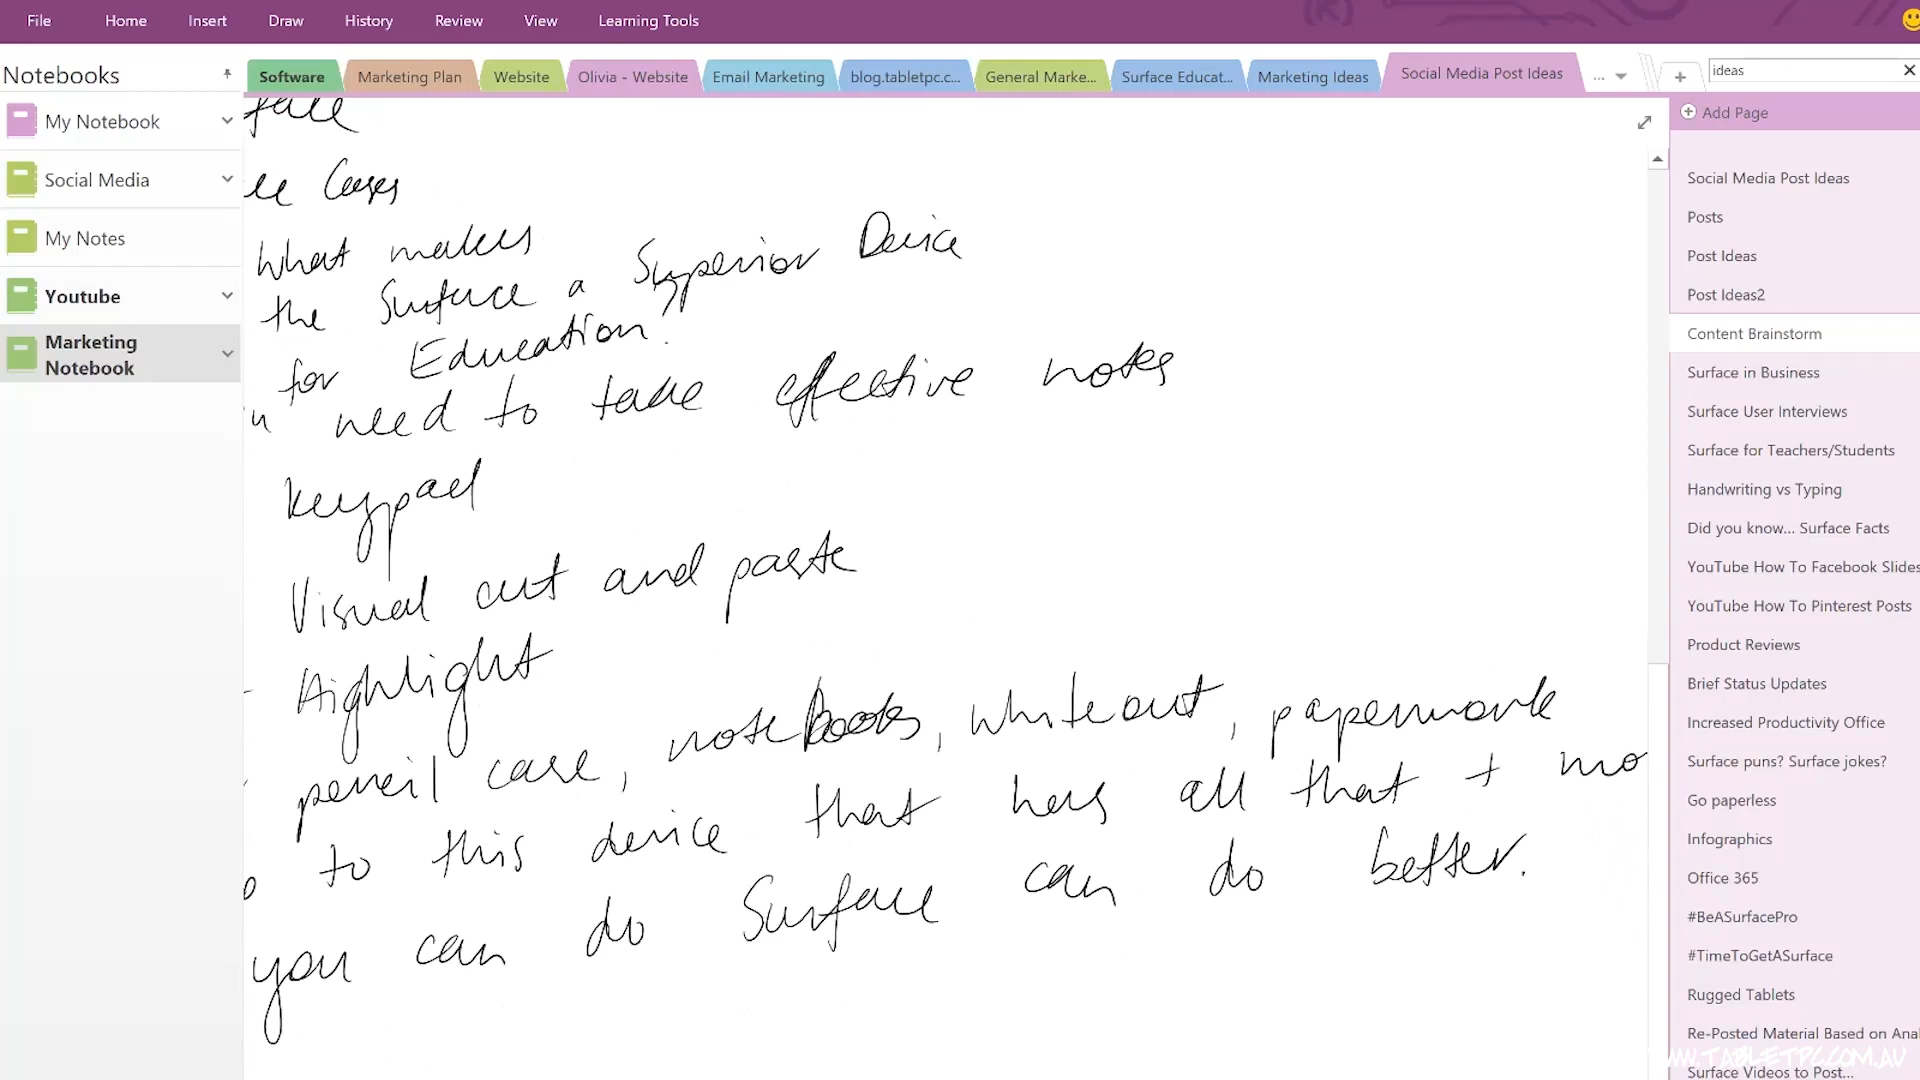 File Home Insert Draw History Review View Learning Tools
Notebooks
Software Marketing Plan Website Olivia - Website Email Marketing blog.tabletpc.c... General Marke... Surface Educat... Marketing Ideas Social Media Post Ideas ... + ideas
My Notebook
Social Media
My Notes
Youtube
Marketing
Notebook
Cases
What makes
the Surface a Superior Device
for Education?
need to take effective notes
Keypad
Visual cut and paste
- Highlight
pencil case, notebooks, whiteout, paperwork
to this device that has all that + mo
you can do Surface can do better.
Add Page
Social Media Post Ideas
Posts
Post Ideas
Post Ideas2
Content Brainstorm
Surface in Business
Surface User Interviews
Surface for Teachers/Students
Handwriting vs Typing
Did you know... Surface Facts
YouTube How To Facebook Slides
YouTube How To Pinterest Posts
Product Reviews
Brief Status Updates
Increased Productivity Office
Surface puns? Surface jokes?
Go paperless
Infographics
Office 365
#BeASurfacePro
#TimeToGetASurface
Rugged Tablets
Re-Posted Material Based on Anal
WWW.TABLETPC.COM.AU
Surface Videos to Post...